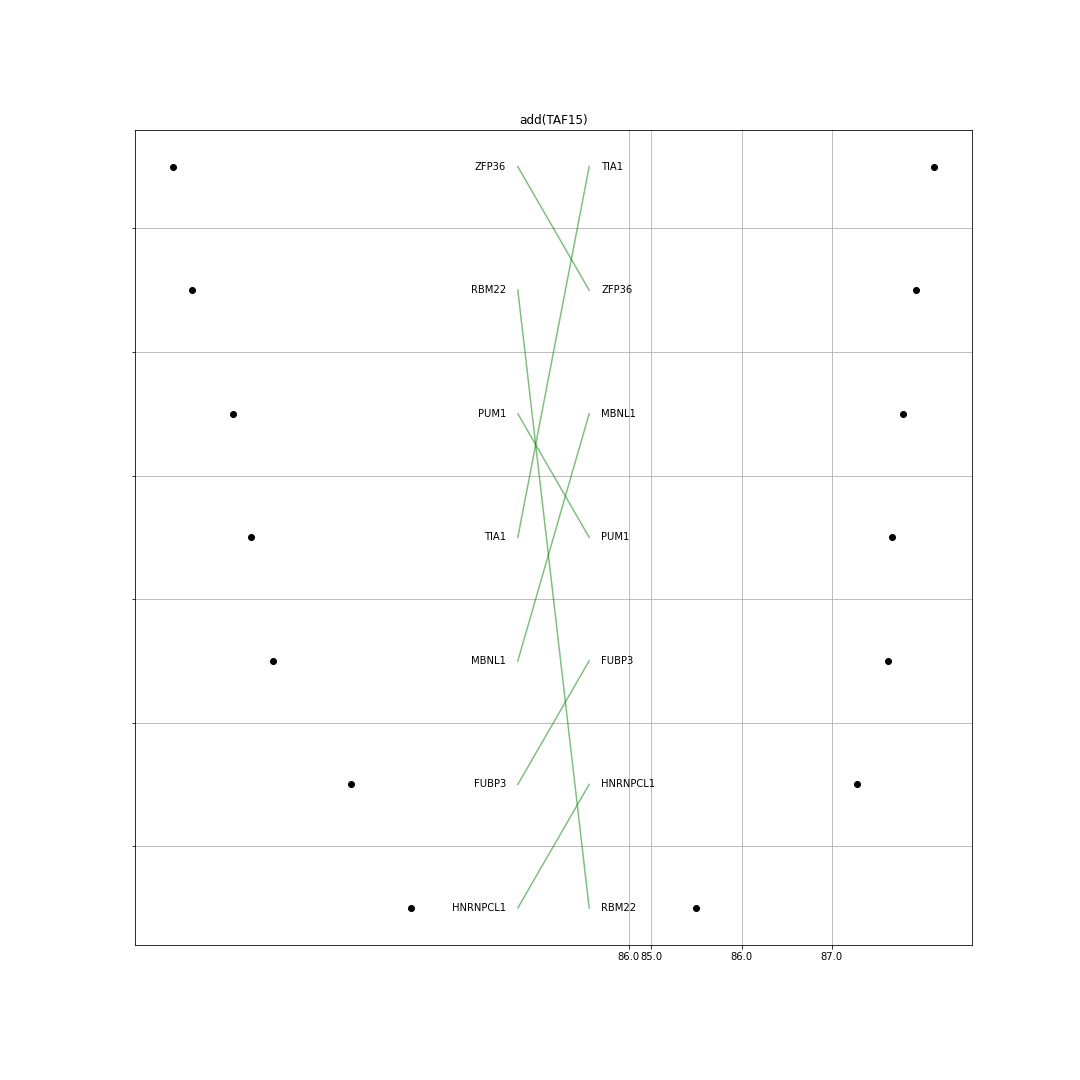 add(TAF15)
ZFP36 TIA1
RBM22 ZFP36
PUM1 MBNL1
TIA1 PUM1
MBNL1 FUBP3
FUBP3 HNRNPCL1
HNRNPCL1 RBM22
86.0 85.0 86.0 87.0